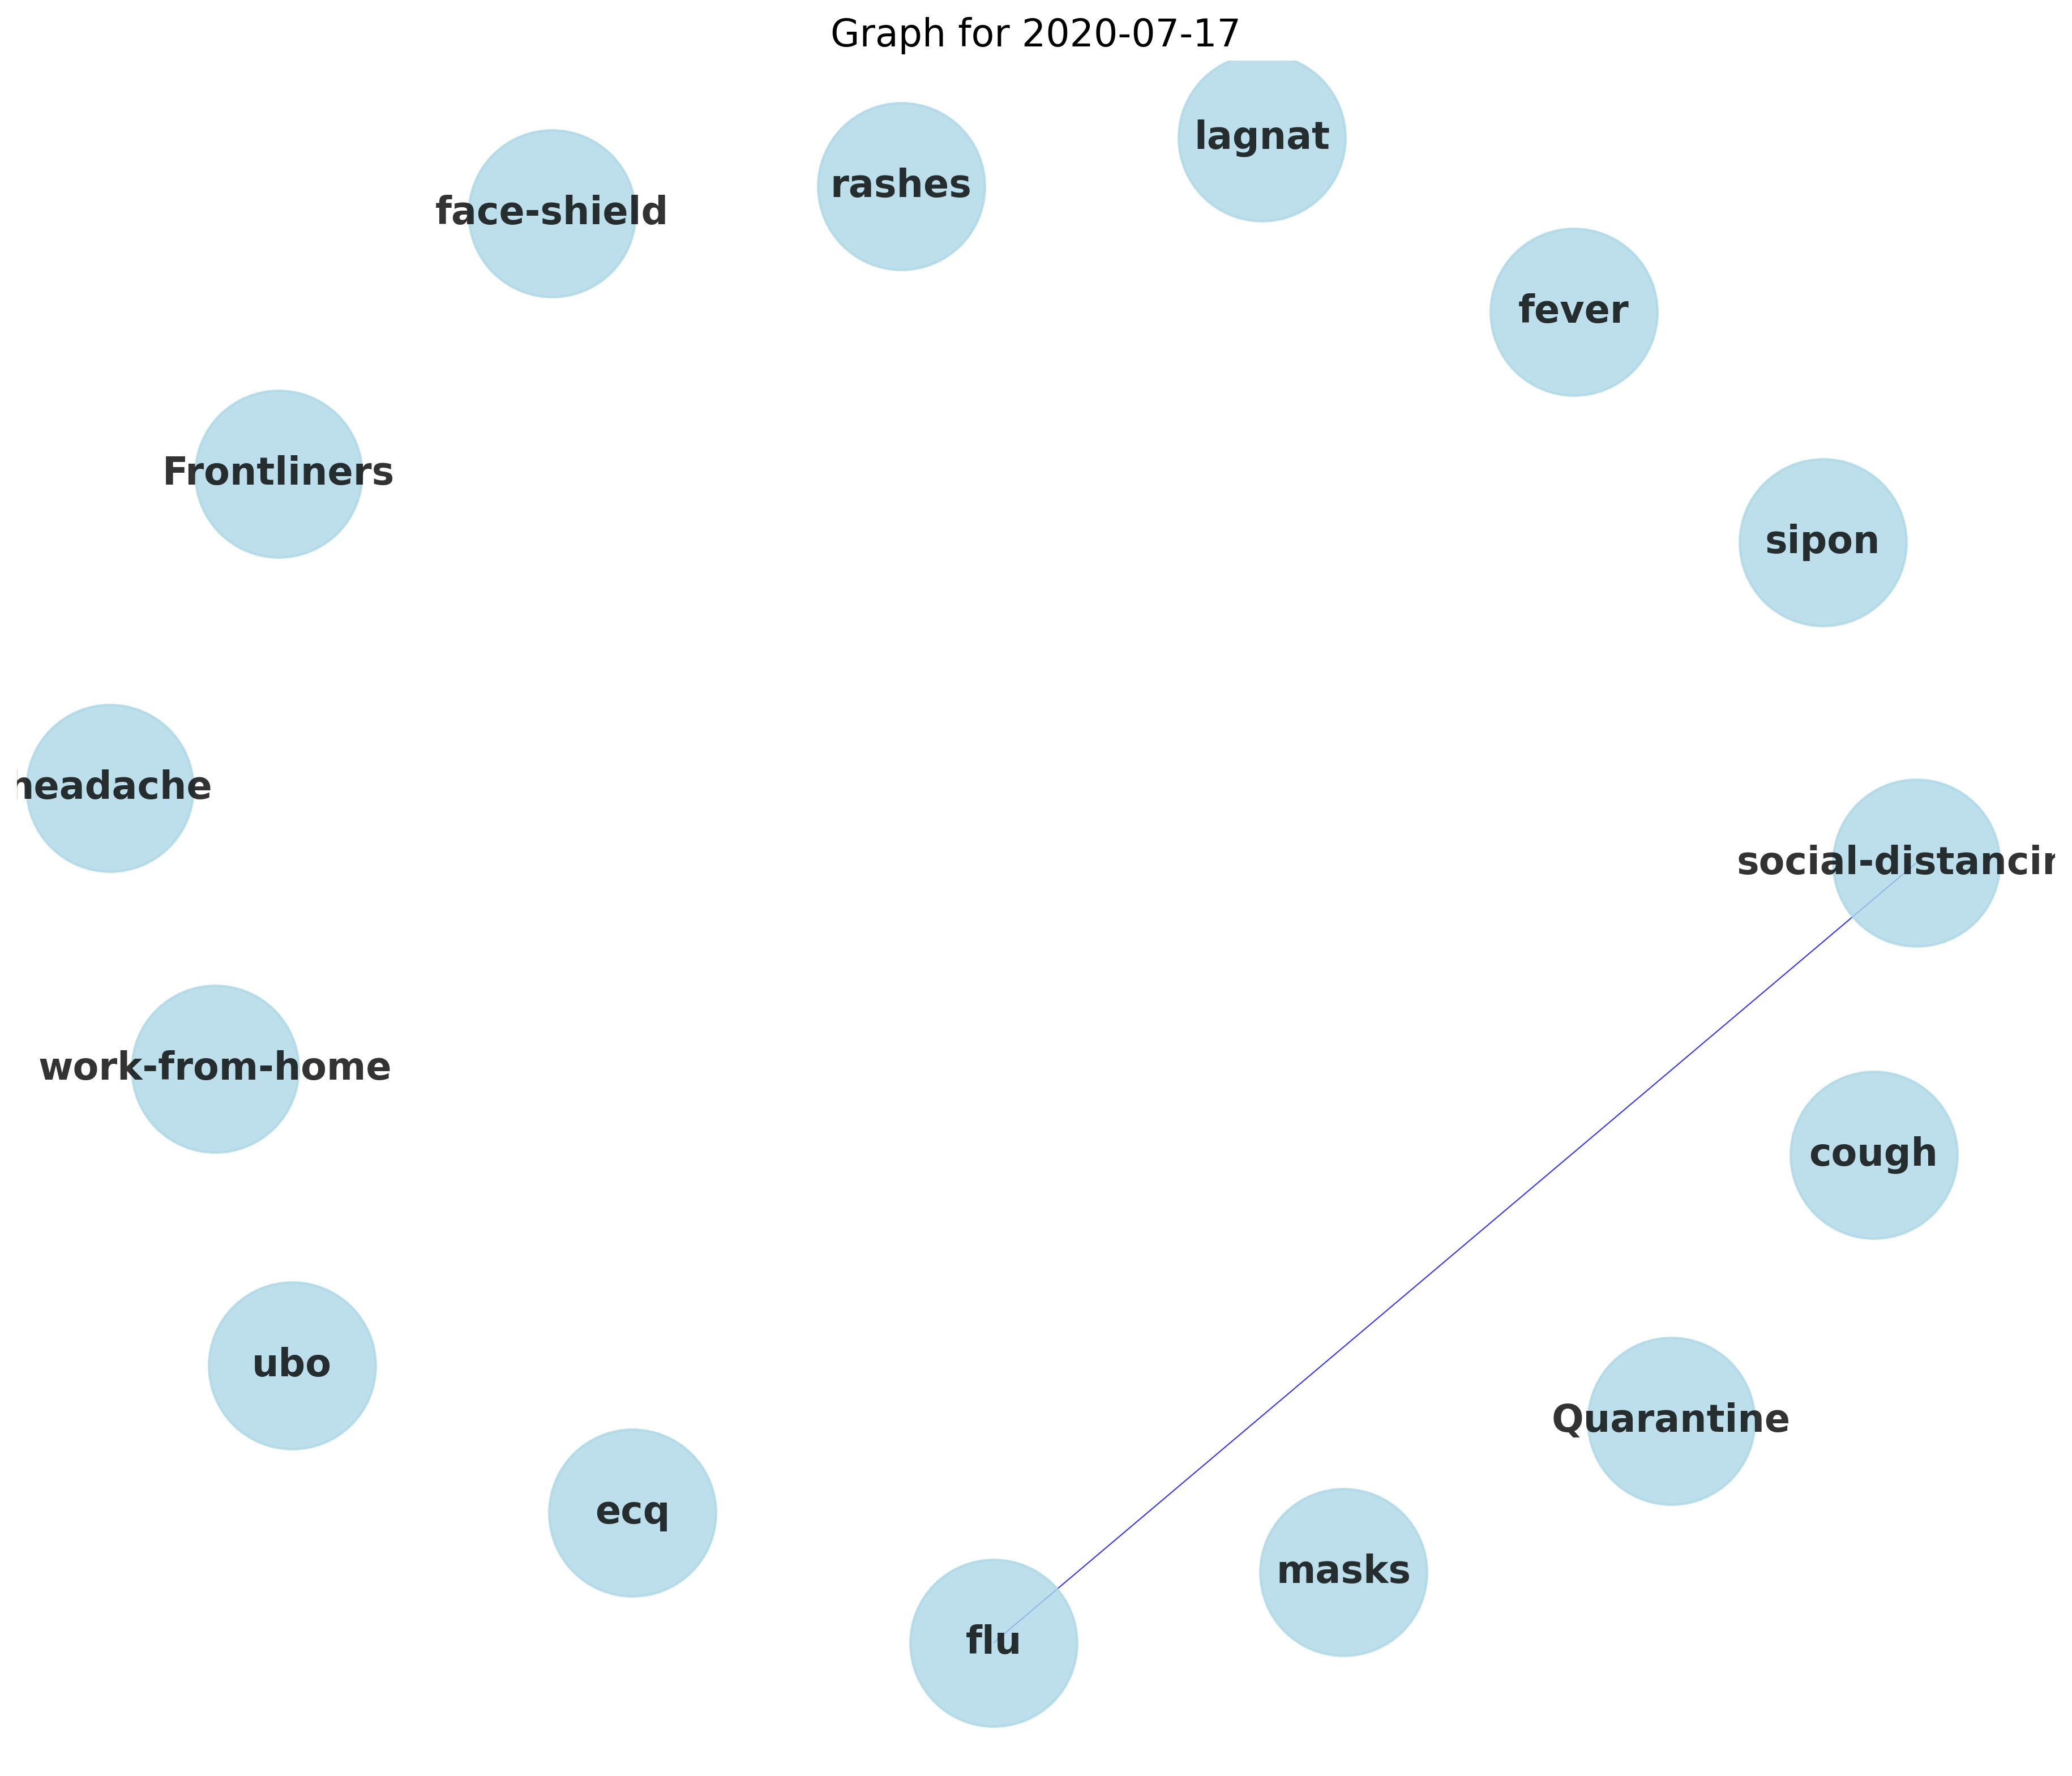 Graph for 2020-07-17
lagnat
rashes
face-shield
fever
Frontliners
sipon
headache
social-distancin
work-from-home
cough
ubo
Quarantine
ecq
masks
flu